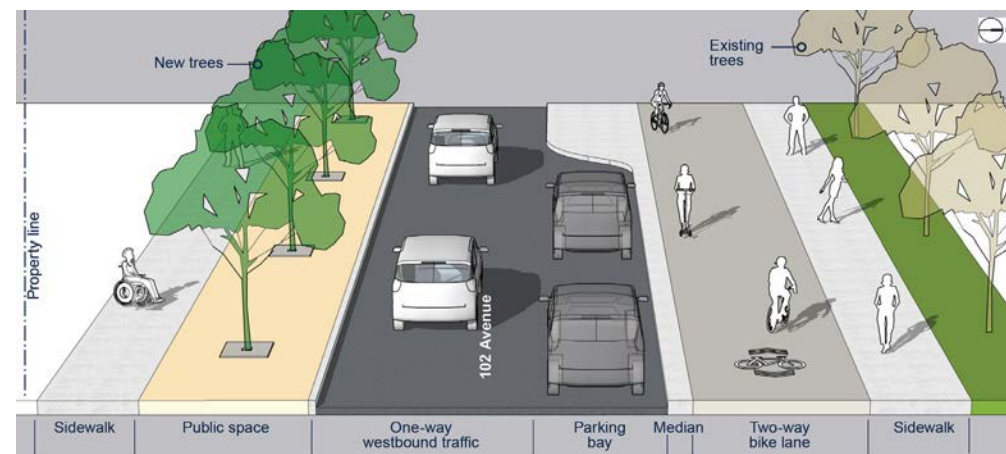 New trees
Existing
trees
Property line
102 Avenue
Sidewalk
Public space
One-way
westbound traffic
Parking
bay
Median
Two-way
bike lane
Sidewalk